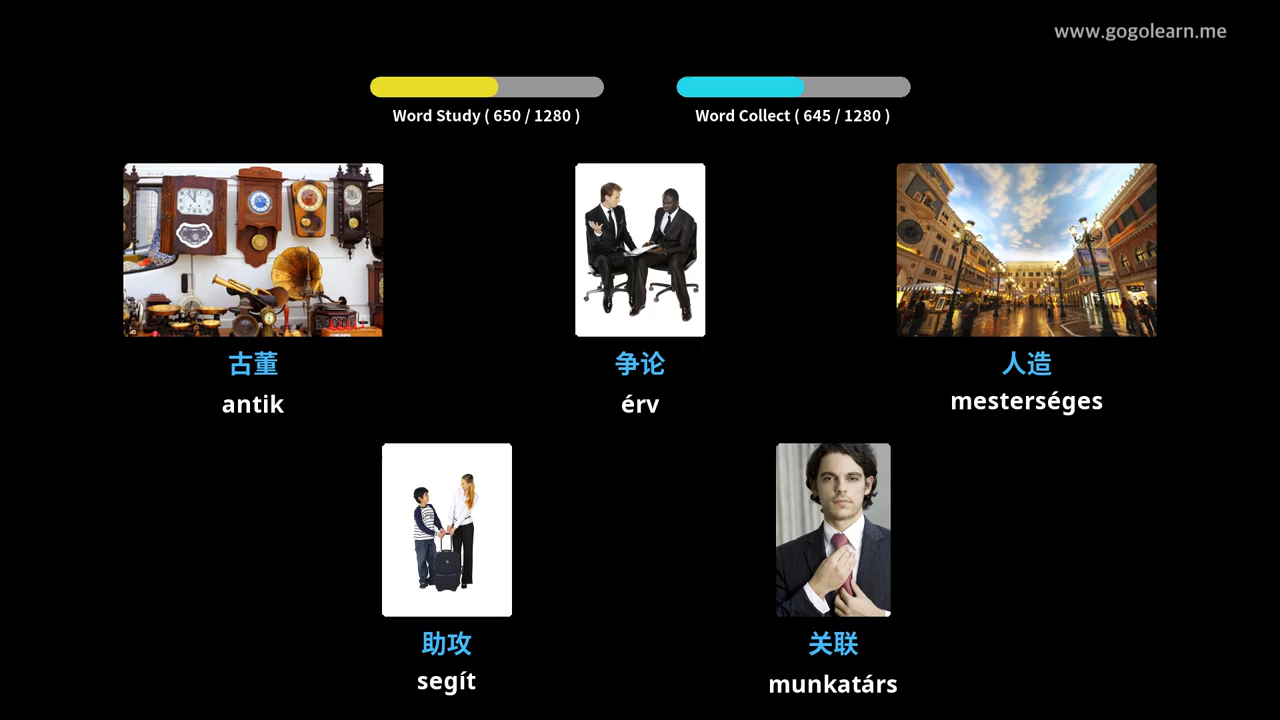 www.gogolearn.me
Word Study ( 650 / 1280 )
Word Collect ( 645 / 1280 )
古董
antik
争论
érv
人造
mesterséges
助攻
segít
关联
munkatárs